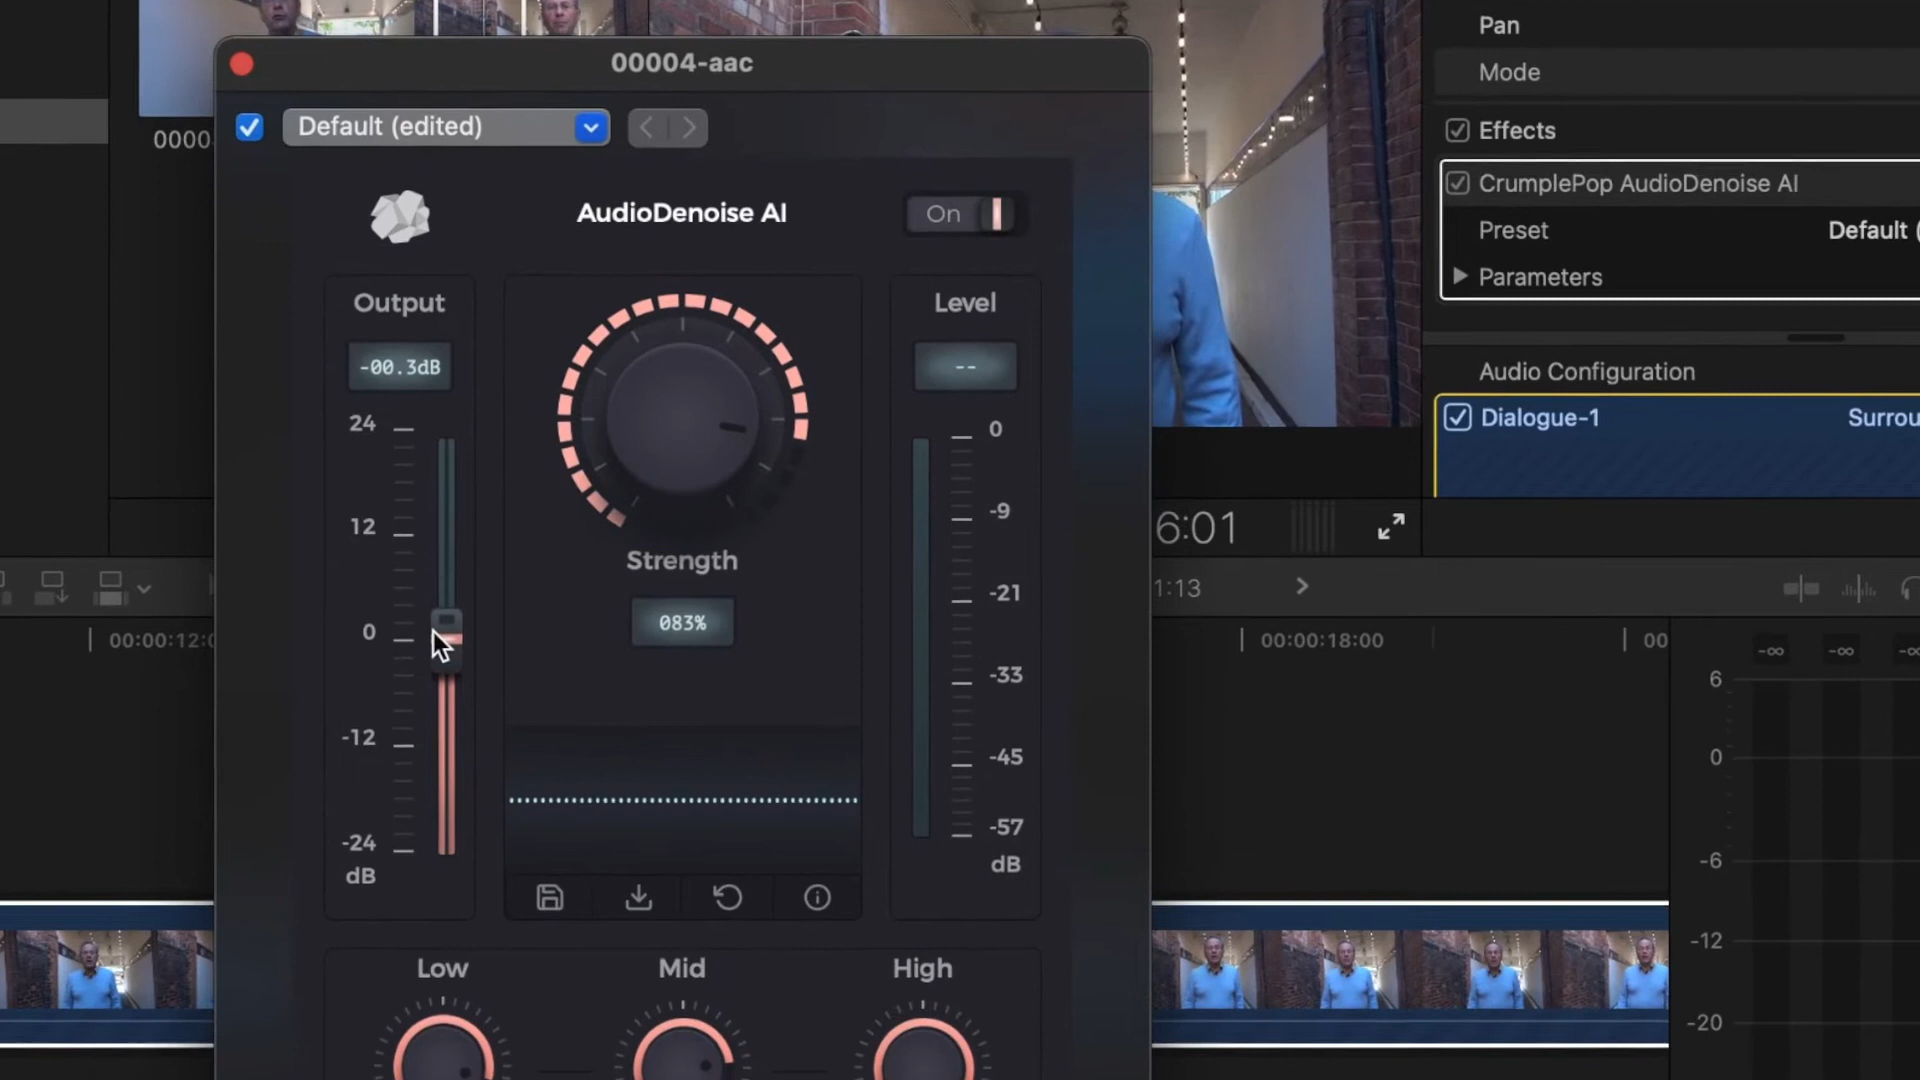 00004-aac
Default (edited)
AudioDenoise AI
On
Output
-00.3dB
24
12
0
-12
-24
dB
Strength
083%
Level
--
0
-9
-21
-33
-45
-57
dB
Low
Mid
High
0000
Pan
Mode
Effects
CrumplePop AudioDenoise AI
Preset
Default (
Parameters
Audio Configuration
Dialogue-1
Surrou
6:01
1:13
00:00:12:0
00:00:18:00
00
-∞
-∞
-∞
6
0
-6
-12
-20